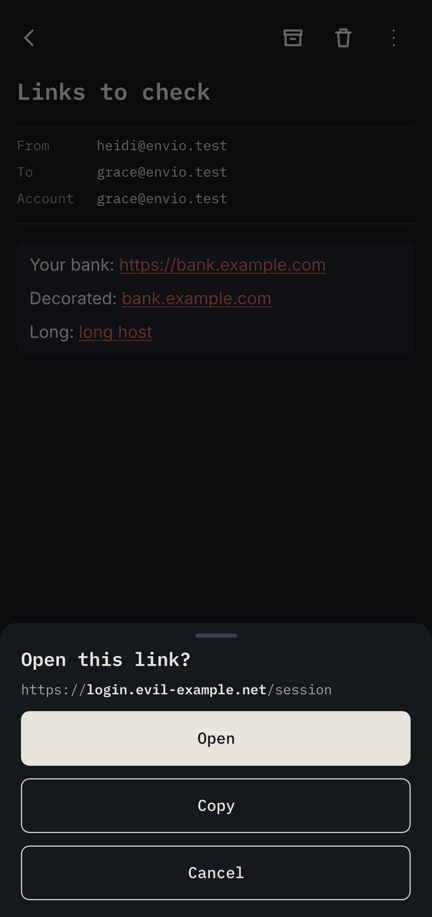 Links to check
From heidi@envio.test
To grace@envio.test
Account grace@envio.test
Your bank: https://bank.example.com
Decorated: bank.example.com
Long: long host
Open this link?
https://login.evil-example.net/session
Open
Copy
Cancel